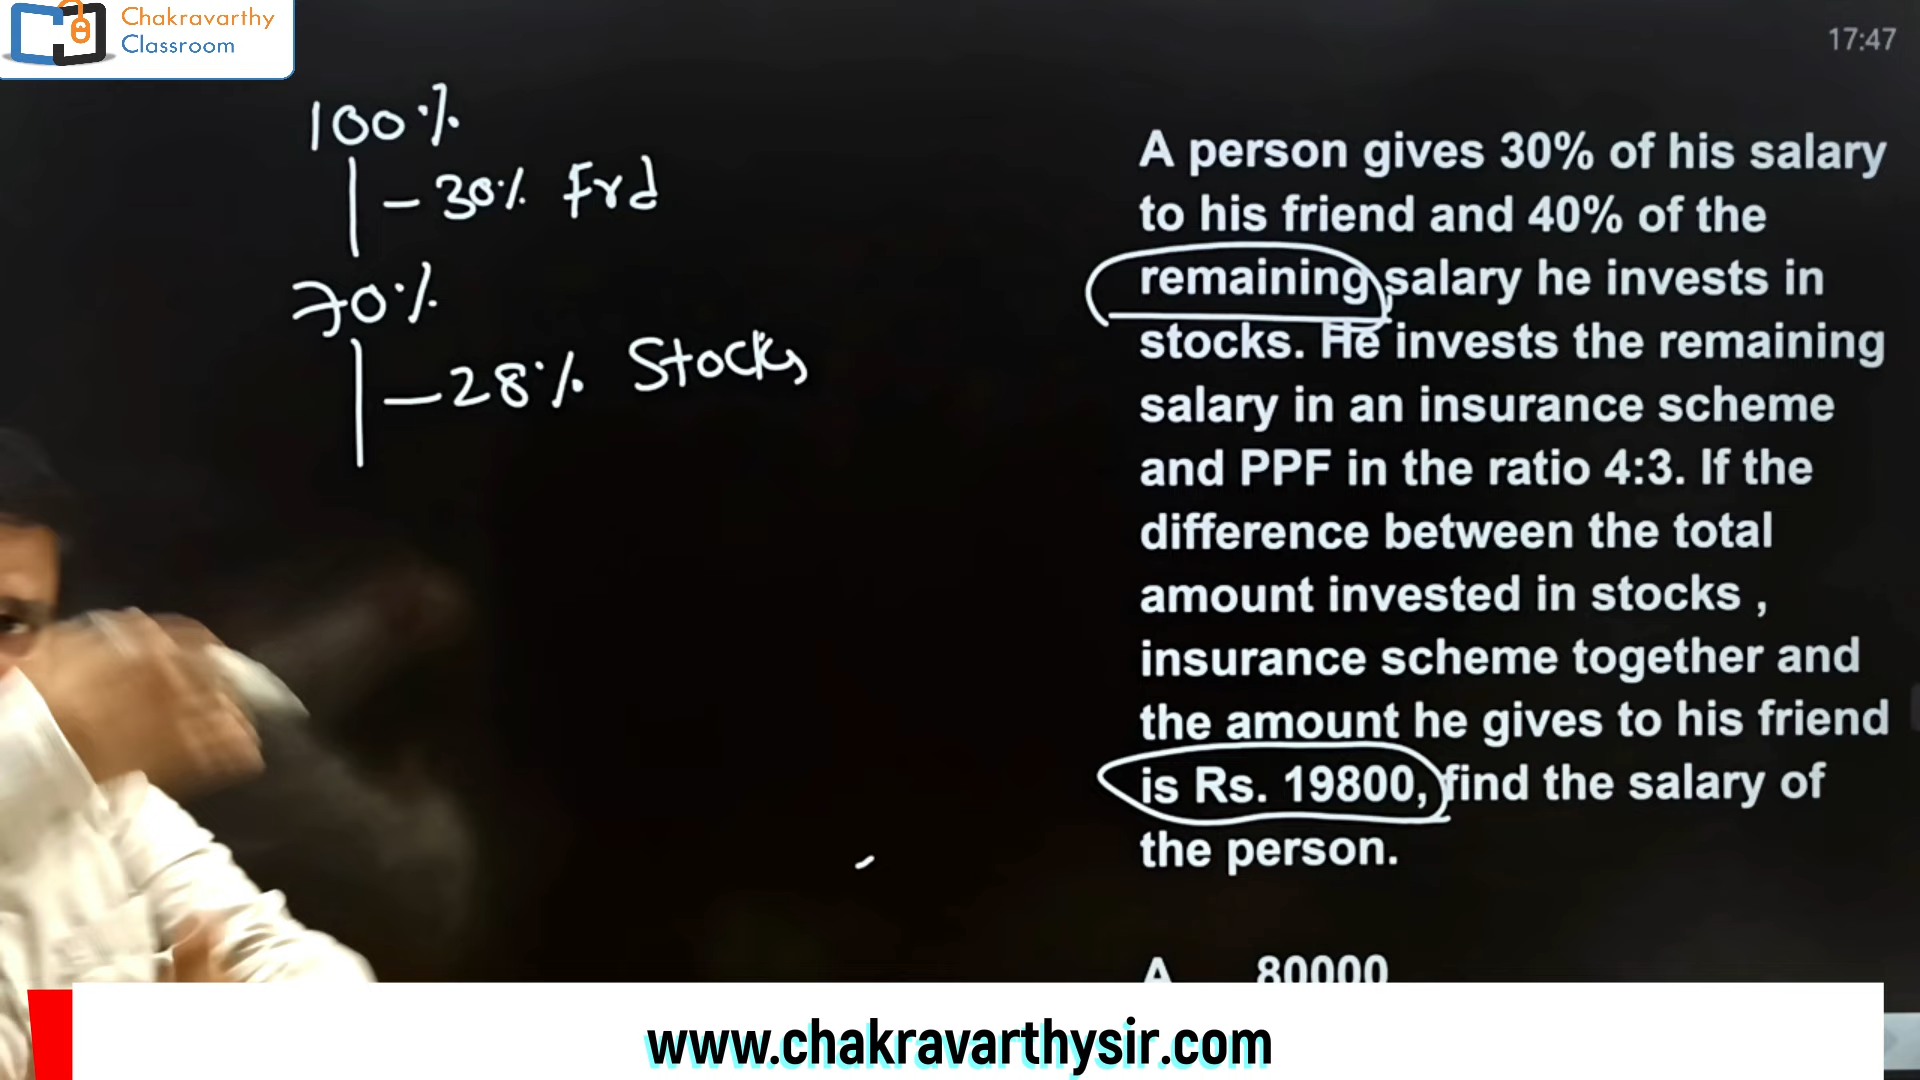 Chakravarthy
Classroom
17:47
100%
- 30% Frd
70%
- 28% Stocks
A person gives 30% of his salary
to his friend and 40% of the
remaining salary he invests in
stocks. He invests the remaining
salary in an insurance scheme
and PPF in the ratio 4:3. If the
difference between the total
amount invested in stocks ,
insurance scheme together and
the amount he gives to his friend
is Rs. 19800, find the salary of
the person.
A 80000
www.chakravarthysir.com